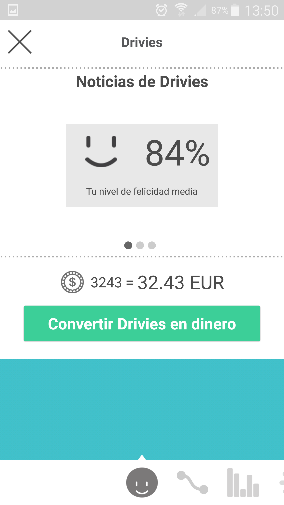 87% 13:50
Drivies
Noticias de Drivies
84%
Tu nivel de felicidad media
$ 3243 = 32.43 EUR
Convertir Drivies en dinero